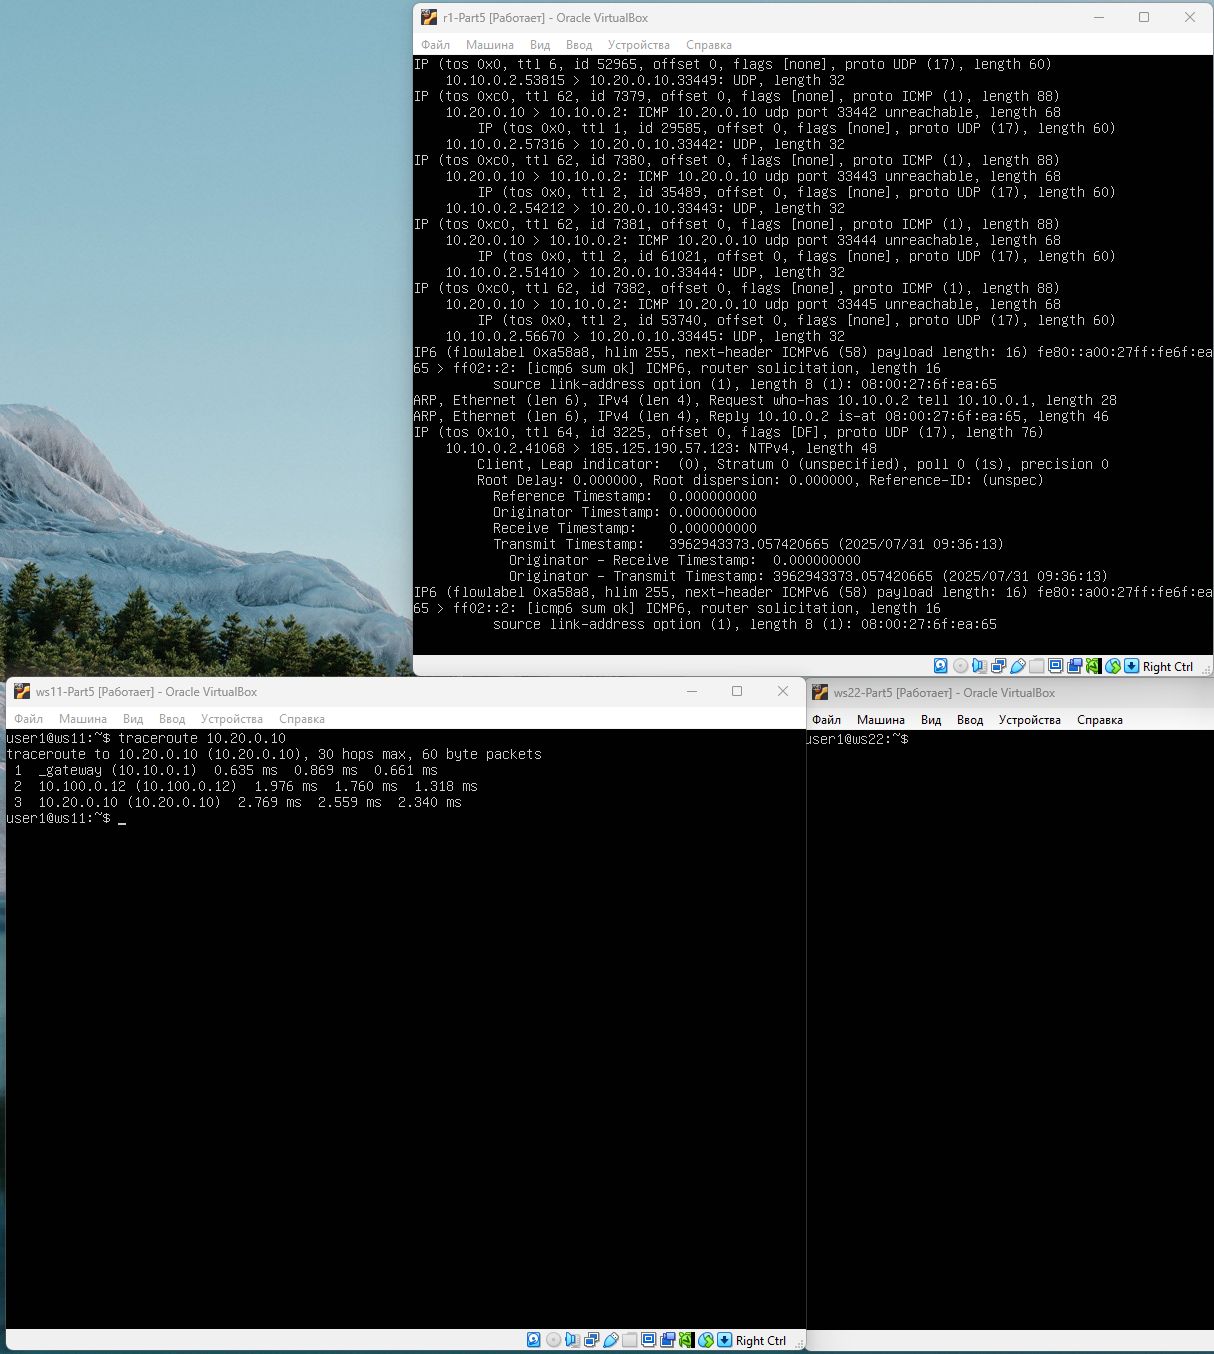 r1-Part5 [Работает] - Oracle VirtualBox
Файл Машина Вид Ввод Устройства Справка
IP (tos 0x0, ttl 6, id 52965, offset 0, flags [none], proto UDP (17), length 60)
    10.10.0.2.53815 > 10.20.0.10.33449: UDP, length 32
IP (tos 0xc0, ttl 62, id 7379, offset 0, flags [none], proto ICMP (1), length 88)
    10.20.0.10 > 10.10.0.2: ICMP 10.20.0.10 udp port 33442 unreachable, length 68
        IP (tos 0x0, ttl 1, id 29585, offset 0, flags [none], proto UDP (17), length 60)
    10.10.0.2.57316 > 10.20.0.10.33442: UDP, length 32
IP (tos 0xc0, ttl 62, id 7380, offset 0, flags [none], proto ICMP (1), length 88)
    10.20.0.10 > 10.10.0.2: ICMP 10.20.0.10 udp port 33443 unreachable, length 68
        IP (tos 0x0, ttl 2, id 35489, offset 0, flags [none], proto UDP (17), length 60)
    10.10.0.2.54212 > 10.20.0.10.33443: UDP, length 32
IP (tos 0xc0, ttl 62, id 7381, offset 0, flags [none], proto ICMP (1), length 88)
    10.20.0.10 > 10.10.0.2: ICMP 10.20.0.10 udp port 33444 unreachable, length 68
        IP (tos 0x0, ttl 2, id 61021, offset 0, flags [none], proto UDP (17), length 60)
    10.10.0.2.51410 > 10.20.0.10.33444: UDP, length 32
IP (tos 0xc0, ttl 62, id 7382, offset 0, flags [none], proto ICMP (1), length 88)
    10.20.0.10 > 10.10.0.2: ICMP 10.20.0.10 udp port 33445 unreachable, length 68
        IP (tos 0x0, ttl 2, id 53740, offset 0, flags [none], proto UDP (17), length 60)
    10.10.0.2.56670 > 10.20.0.10.33445: UDP, length 32
IP6 (flowlabel 0xa58a8, hlim 255, next-header ICMPv6 (58) payload length: 16) fe80::a00:27ff:fe6f:ea
65 > ff02::2: [icmp6 sum ok] ICMP6, router solicitation, length 16
          source link-address option (1), length 8 (1): 08:00:27:6f:ea:65
ARP, Ethernet (len 6), IPv4 (len 4), Request who-has 10.10.0.2 tell 10.10.0.1, length 28
ARP, Ethernet (len 6), IPv4 (len 4), Reply 10.10.0.2 is-at 08:00:27:6f:ea:65, length 46
IP (tos 0x10, ttl 64, id 3225, offset 0, flags [DF], proto UDP (17), length 76)
    10.10.0.2.41068 > 185.125.190.57.123: NTPv4, length 48
        Client, Leap indicator:  (0), Stratum 0 (unspecified), poll 0 (1s), precision 0
        Root Delay: 0.000000, Root dispersion: 0.000000, Reference-ID: (unspec)
          Reference Timestamp:  0.000000000
          Originator Timestamp: 0.000000000
          Receive Timestamp:    0.000000000
          Transmit Timestamp:   3962943373.057420665 (2025/07/31 09:36:13)
            Originator - Receive Timestamp:  0.000000000
            Originator - Transmit Timestamp: 3962943373.057420665 (2025/07/31 09:36:13)
IP6 (flowlabel 0xa58a8, hlim 255, next-header ICMPv6 (58) payload length: 16) fe80::a00:27ff:fe6f:ea
65 > ff02::2: [icmp6 sum ok] ICMP6, router solicitation, length 16
          source link-address option (1), length 8 (1): 08:00:27:6f:ea:65
Right Ctrl
ws11-Part5 [Работает] - Oracle VirtualBox
Файл Машина Вид Ввод Устройства Справка
user1@ws11:~$ traceroute 10.20.0.10
traceroute to 10.20.0.10 (10.20.0.10), 30 hops max, 60 byte packets
 1  _gateway (10.10.0.1)  0.635 ms  0.869 ms  0.661 ms
 2  10.100.0.12 (10.100.0.12)  1.976 ms  1.760 ms  1.318 ms
 3  10.20.0.10 (10.20.0.10)  2.769 ms  2.559 ms  2.340 ms
user1@ws11:~$ _
Right Ctrl
ws22-Part5 [Работает] - Oracle VirtualBox
Файл Машина Вид Ввод Устройства Справка
user1@ws22:~$